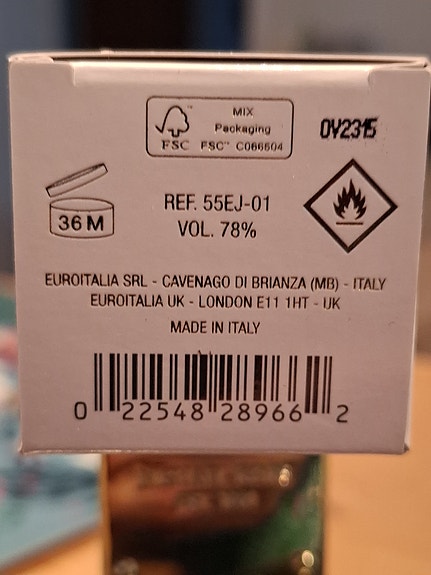 MIX
Packaging
FSC FSC™ C066504
0V2315
36 M
REF. 55EJ-01
VOL. 78%
EUROITALIA SRL - CAVENAGO DI BRIANZA (MB) - ITALY
EUROITALIA UK - LONDON E11 1HT - UK
MADE IN ITALY
0 22548 28966 2